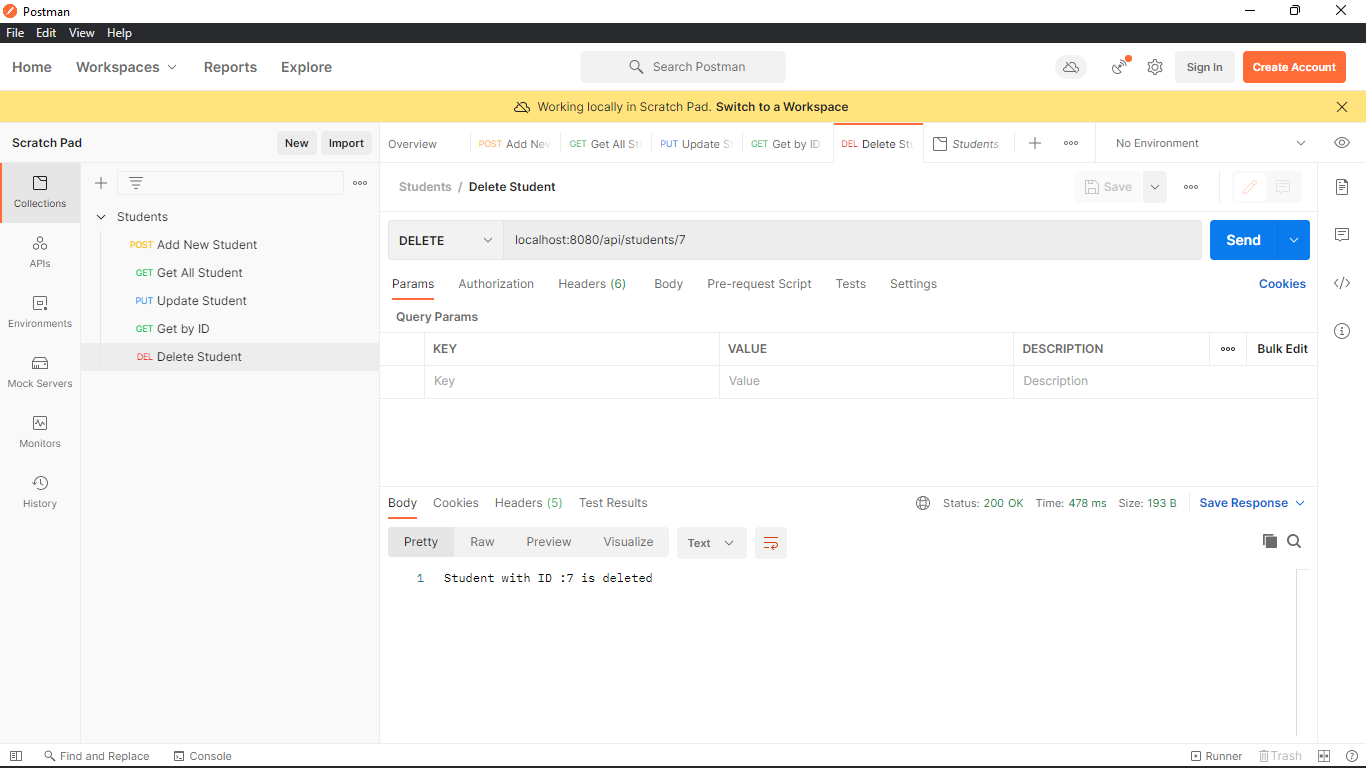 Postman
File Edit View Help
Home Workspaces Reports Explore Search Postman Sign In Create Account
Working locally in Scratch Pad. Switch to a Workspace
Scratch Pad New Import Overview POST Add New GET Get All St PUT Update S GET Get by ID DEL Delete Stu Students No Environment
Students / Delete Student Save
Collections
Students
POST Add New Student
GET Get All Student
PUT Update Student
GET Get by ID
DEL Delete Student
APIs
Environments
Mock Servers
Monitors
History
DELETE localhost:8080/api/students/7 Send
Params Authorization Headers (6) Body Pre-request Script Tests Settings Cookies
Query Params
KEY VALUE DESCRIPTION Bulk Edit
Key Value Description
Body Cookies Headers (5) Test Results Status: 200 OK Time: 478 ms Size: 193 B Save Response
Pretty Raw Preview Visualize Text
1 Student with ID :7 is deleted
Find and Replace Console Runner Trash